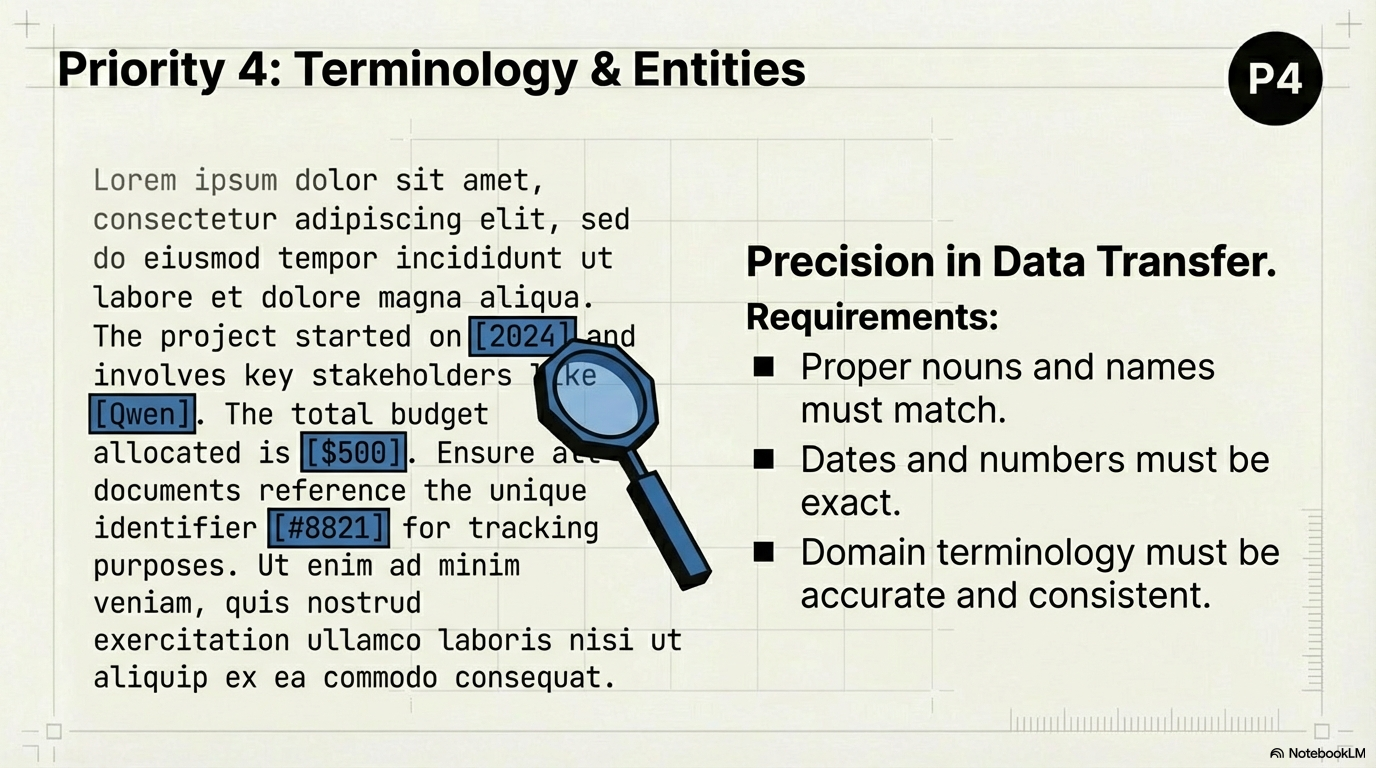 Priority 4: Terminology & Entities
P4
Lorem ipsum dolor sit amet,
consectetur adipiscing elit, sed
do eiusmod tempor incididunt ut
labore et dolore magna aliqua.
The project started on [2024] and
involves key stakeholders like
[Qwen]. The total budget
allocated is [$500]. Ensure all
documents reference the unique
identifier [#8821] for tracking
purposes. Ut enim ad minim
veniam, quis nostrud
exercitation ullamco laboris nisi ut
aliquip ex ea commodo consequat.
Precision in Data Transfer.
Requirements:
■ Proper nouns and names
must match.
■ Dates and numbers must be
exact.
■ Domain terminology must be
accurate and consistent.
NotebookLM